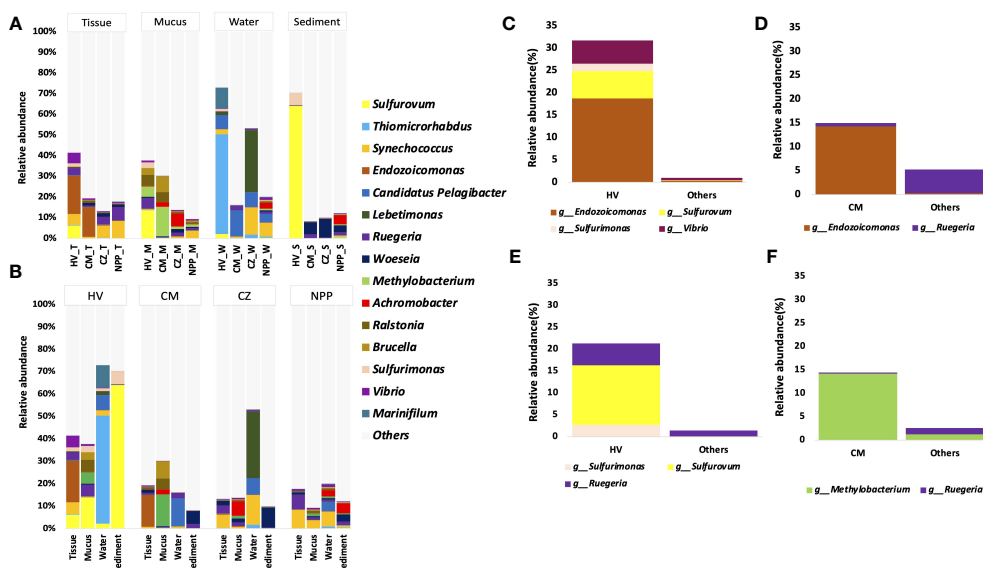 A
Tissue Mucus Water Sediment
Relative abundance
100%
90%
80%
70%
60%
50%
40%
30%
20%
10%
0%
HV_T CM_T CZ_T NPP_T HV_M CM_M CZ_M NPP_M HV_W CM_W CZ_W NPP_W HV_S CM_S CZ_S NPP_S
Sulfurovum
Thiomicrorhabdus
Synechococcus
Endozoicomonas
Candidatus Pelagibacter
Lebetimonas
Ruegeria
Woeseia
Methylobacterium
Achromobacter
Ralstonia
Brucella
Sulfurimonas
Vibrio
Marinifilum
Others
B
HV CM CZ NPP
Relative abundance
100%
90%
80%
70%
60%
50%
40%
30%
20%
10%
0%
Tissue Mucus Water ediment Tissue Mucus Water ediment Tissue Mucus Water ediment Tissue Mucus Water ediment
C
Relative abundance(%)
35
30
25
20
15
10
5
0
HV Others
g__Endozoicomonas g__Sulfurovum
g__Sulfurimonas g__Vibrio
D
Relative abundance(%)
35
30
25
20
15
10
5
0
CM Others
g__Endozoicomonas g__Ruegeria
E
Relative abundance(%)
35
30
25
20
15
10
5
0
HV Others
g__Sulfurimonas g__Sulfurovum
g__Ruegeria
F
Relative abundance(%)
35
30
25
20
15
10
5
0
CM Others
g__Methylobacterium g__Ruegeria